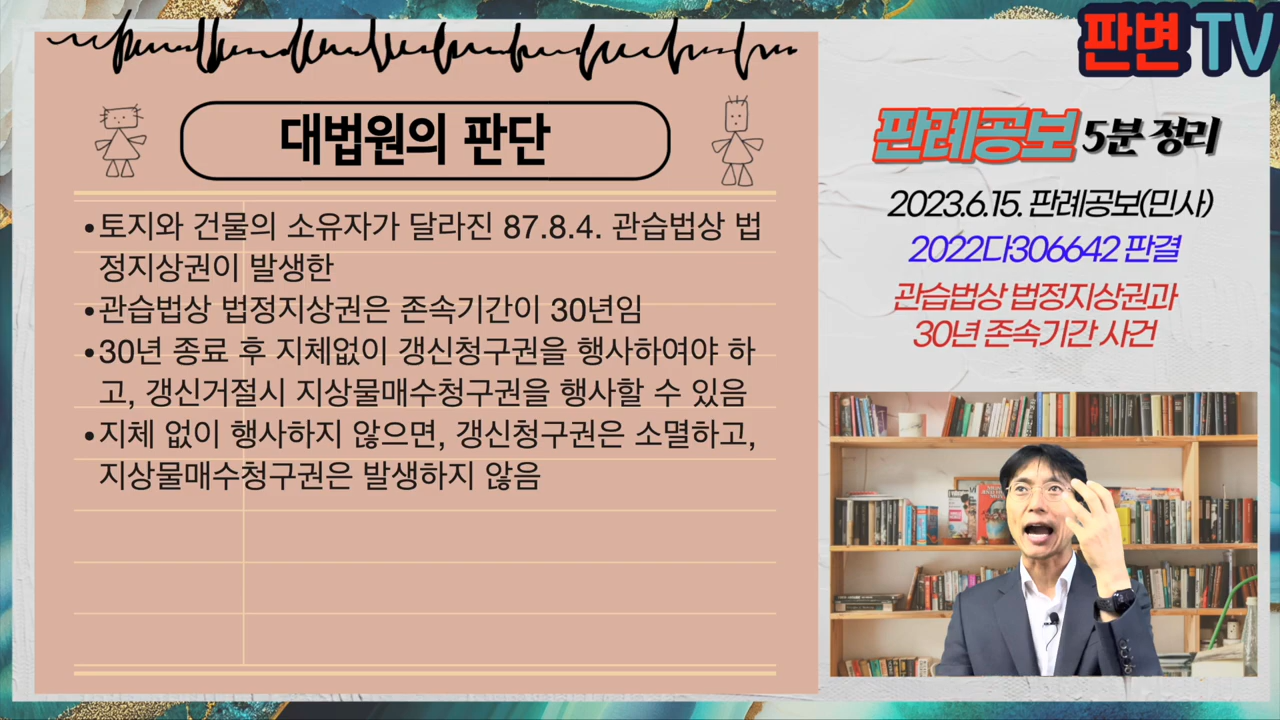 판변 TV
대법원의 판단
•토지와 건물의 소유자가 달라진 87.8.4. 관습법상 법
정지상권이 발생한
•관습법상 법정지상권은 존속기간이 30년임
•30년 종료 후 지체없이 갱신청구권을 행사하여야 하
고, 갱신거절시 지상물매수청구권을 행사할 수 있음
•지체 없이 행사하지 않으면, 갱신청구권은 소멸하고,
지상물매수청구권은 발생하지 않음
판례공보 5분 정리
2023.6.15. 판례공보(민사)
2022다306642 판결
관습법상 법정지상권과
30년 존속기간 사건